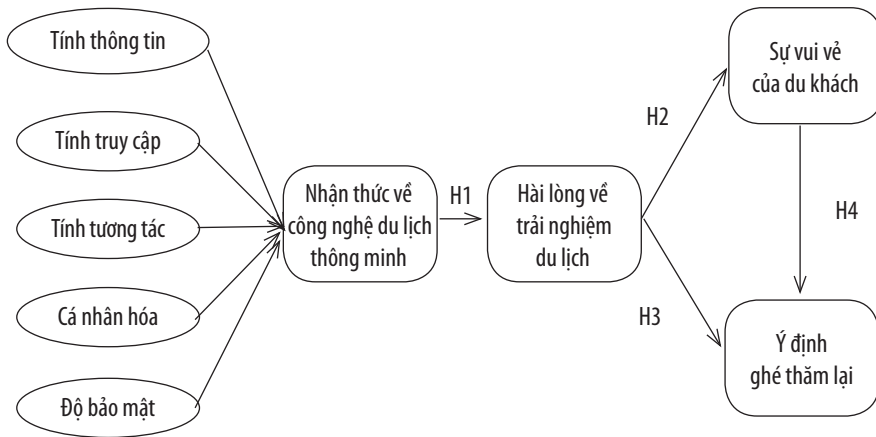 Tính thông tin
Tính truy cập
Tính tương tác
Cá nhân hóa
Độ bảo mật
Nhận thức về
công nghệ du lịch
thông minh
H1
Hài lòng về
trải nghiệm
du lịch
H2
H3
Sự vui vẻ
của du khách
H4
Ý định
ghé thăm lại